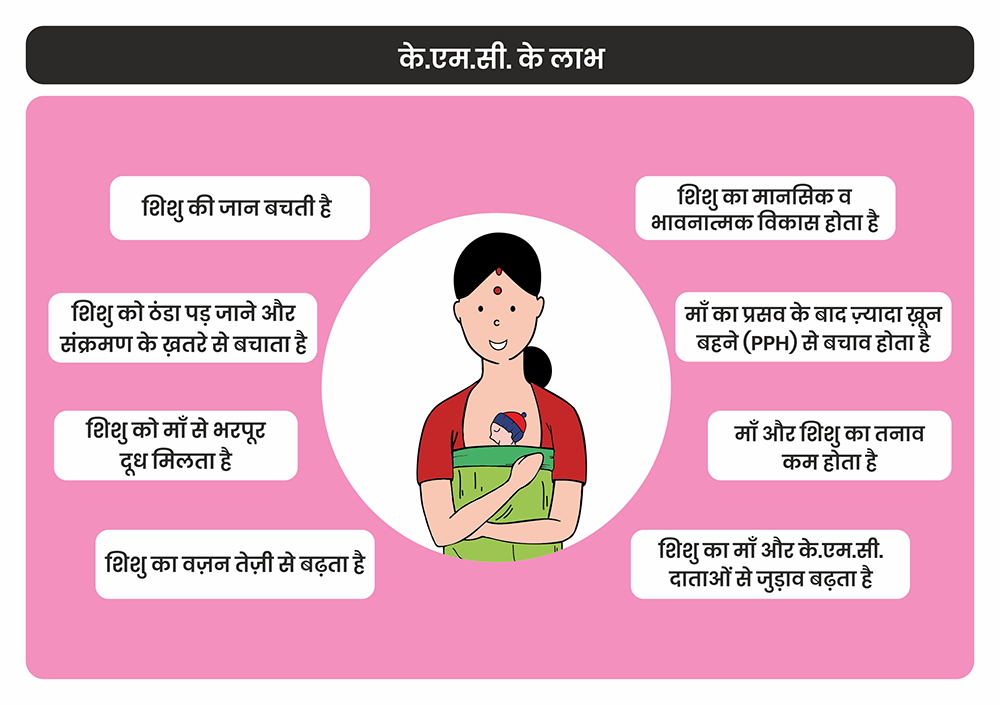 के.एम.सी. के लाभ
शिशु की जान बचती है
शिशु को ठंडा पड़ जाने और
संक्रमण के ख़तरे से बचाता है
शिशु को माँ से भरपूर
दूध मिलता है
शिशु का वज़न तेज़ी से बढ़ता है
शिशु का मानसिक व
भावनात्मक विकास होता है
माँ का प्रसव के बाद ज़्यादा ख़ून
बहने (PPH) से बचाव होता है
माँ और शिशु का तनाव
कम होता है
शिशु का माँ और के.एम.सी.
दाताओं से जुड़ाव बढ़ता है